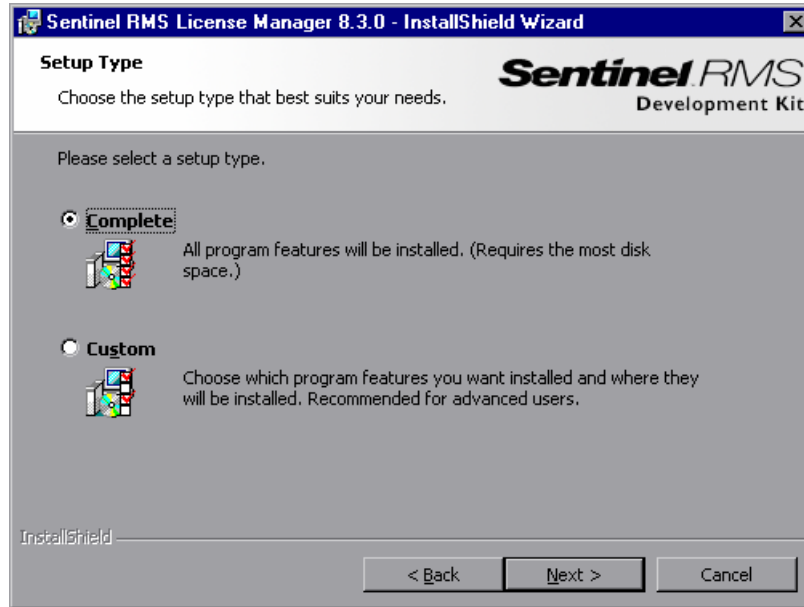 Sentinel RMS License Manager 8.3.0 - InstallShield Wizard
Setup Type
Choose the setup type that best suits your needs.
Sentinel RMS
Development Kit
Please select a setup type.
Complete
All program features will be installed. (Requires the most disk
space.)
Custom
Choose which program features you want installed and where they
will be installed. Recommended for advanced users.
InstallShield
< Back
Next >
Cancel